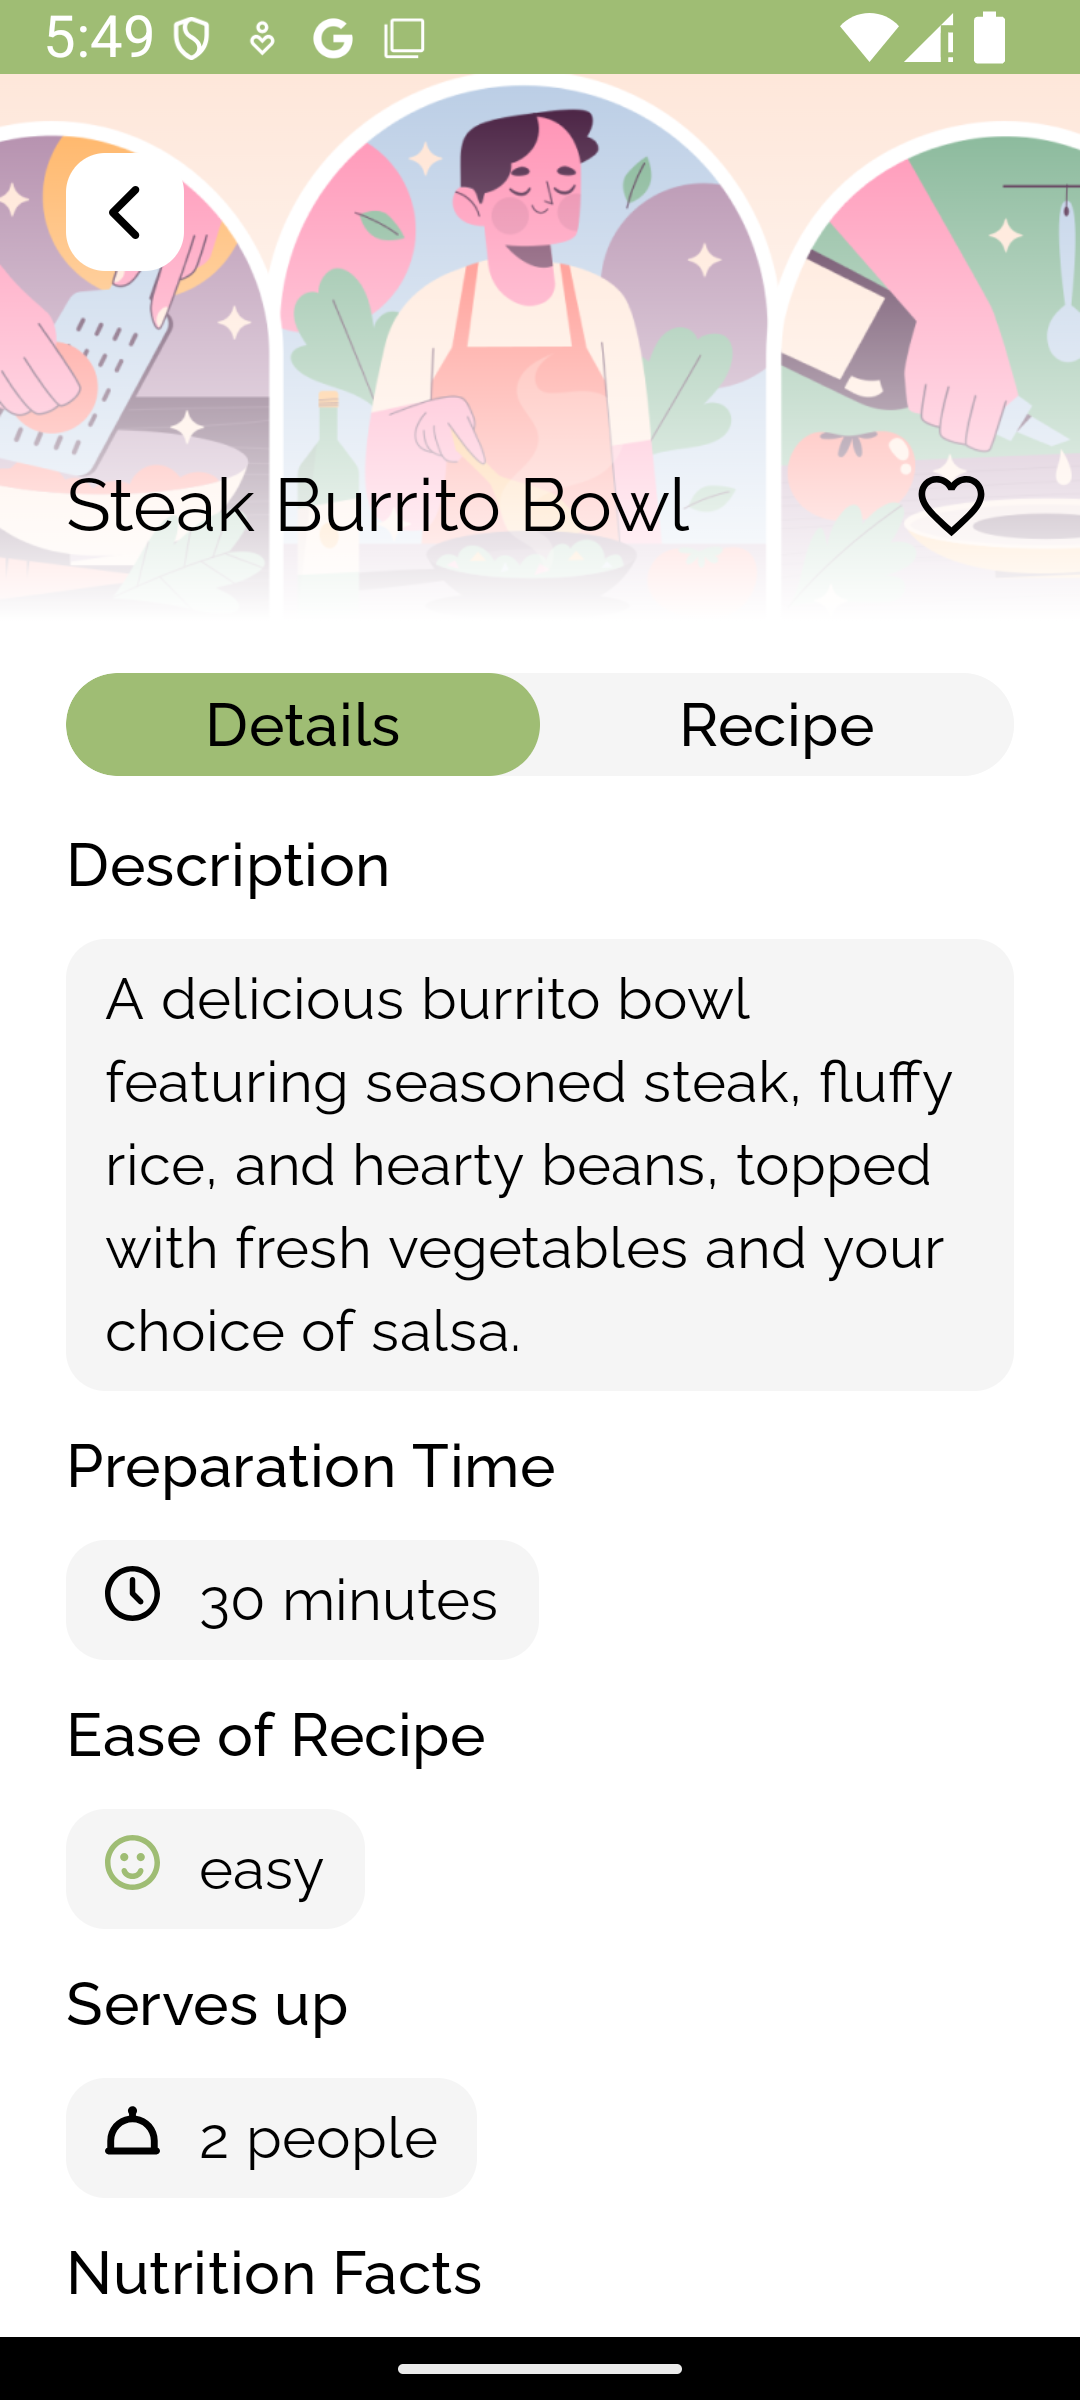 5:49
Steak Burrito Bowl
Details
Recipe
Description
A delicious burrito bowl
featuring seasoned steak, fluffy
rice, and hearty beans, topped
with fresh vegetables and your
choice of salsa.
Preparation Time
30 minutes
Ease of Recipe
easy
Serves up
2 people
Nutrition Facts